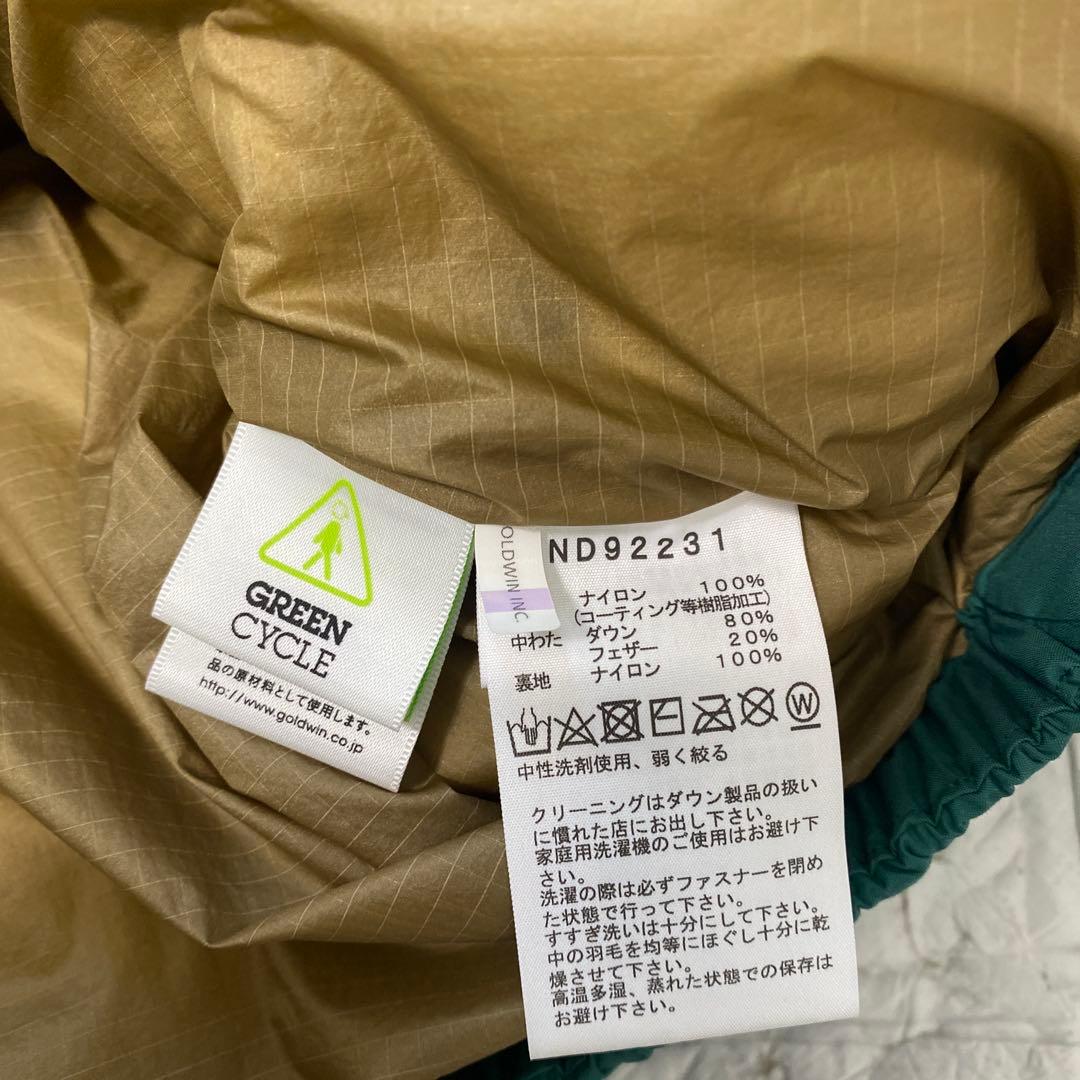 GREEN
CYCLE
品の原材料として使用します。
http://www.goldwin.co.jp
OLDWIN INC
ND92231
ナイロン 100%
(コーティング等樹脂加工)
中わた ダウン 80%
フェザー 20%
裏地 ナイロン 100%
W
中性洗剤使用、弱く絞る
クリーニングはダウン製品の扱い
に慣れた店にお出し下さい。
家庭用洗濯機のご使用はお避け下
さい。
洗濯の際は必ずファスナーを閉め
た状態で行って下さい。
すすぎ洗いは十分にして下さい。
中の羽毛を均等にほぐし十分に乾
燥させて下さい。
高温多湿、蒸れた状態での保存は
お避け下さい。